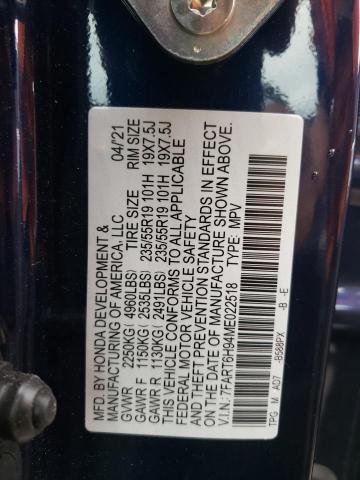 MFD. BY HONDA DEVELOPMENT & 04/21
MANUFACTURING OF AMERICA, LLC
GVWR 2250KG( 4960LBS) TIRE SIZE RIM SIZE
GAWR F 1150KG( 2535LBS) 235/55R19 101H 19X7.5J
GAWR R 1130KG( 2491LBS) 235/55R19 101H 19X7.5J
THIS VEHICLE CONFORMS TO ALL APPLICABLE
FEDERAL MOTOR VEHICLE SAFETY
AND THEFT PREVENTION STANDARDS IN EFFECT
ON THE DATE OF MANUFACTURE SHOWN ABOVE.
V.I.N.:7FART6H94ME022518 TYPE: MPV
TPG M AD7 -B588PX -B -E